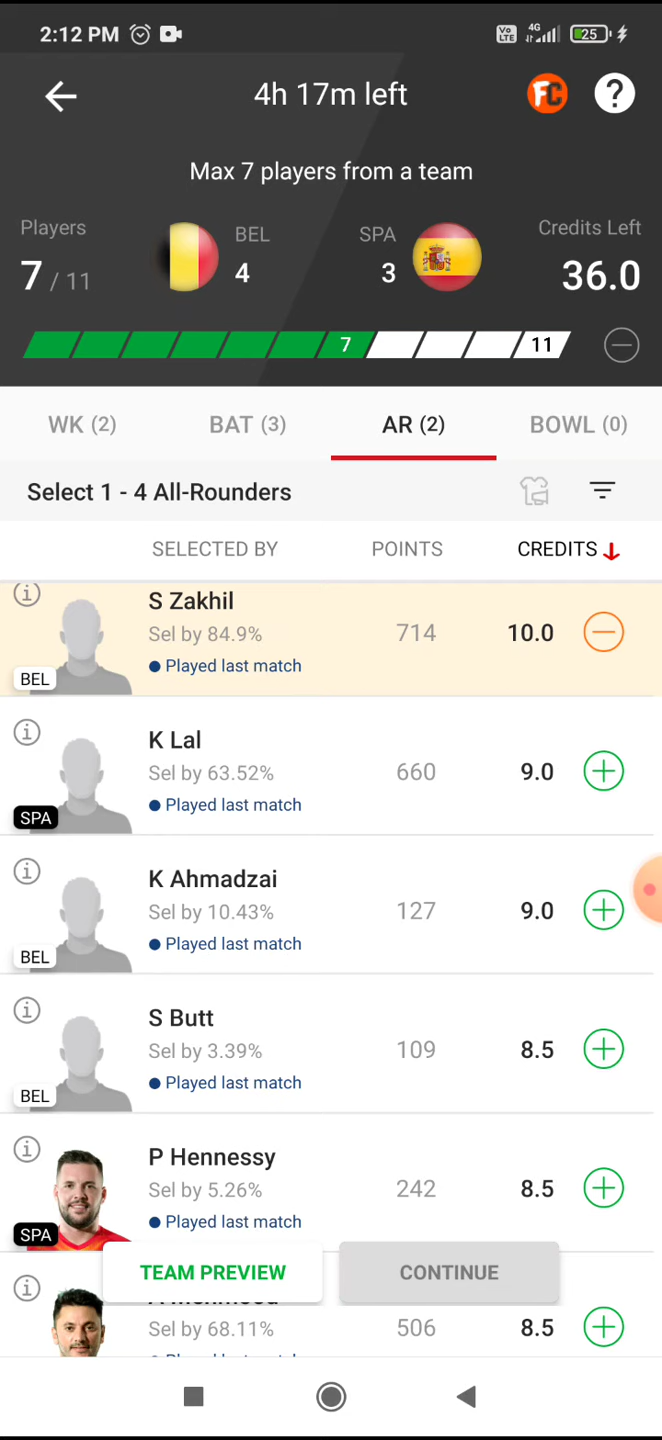 2:12 PM
Vo LTE 4G 25
4h 17m left
FC ?
Max 7 players from a team
Players BEL SPA Credits Left
7 / 11 4 3 36.0
7 11
WK (2) BAT (3) AR (2) BOWL (0)
Select 1 - 4 All-Rounders
SELECTED BY POINTS CREDITS
S Zakhil
Sel by 84.9% 714 10.0
Played last match
BEL
K Lal
Sel by 63.52% 660 9.0
Played last match
SPA
K Ahmadzai
Sel by 10.43% 127 9.0
Played last match
BEL
S Butt
Sel by 3.39% 109 8.5
Played last match
BEL
P Hennessy
Sel by 5.26% 242 8.5
Played last match
SPA
TEAM PREVIEW CONTINUE
Sel by 68.11% 506 8.5